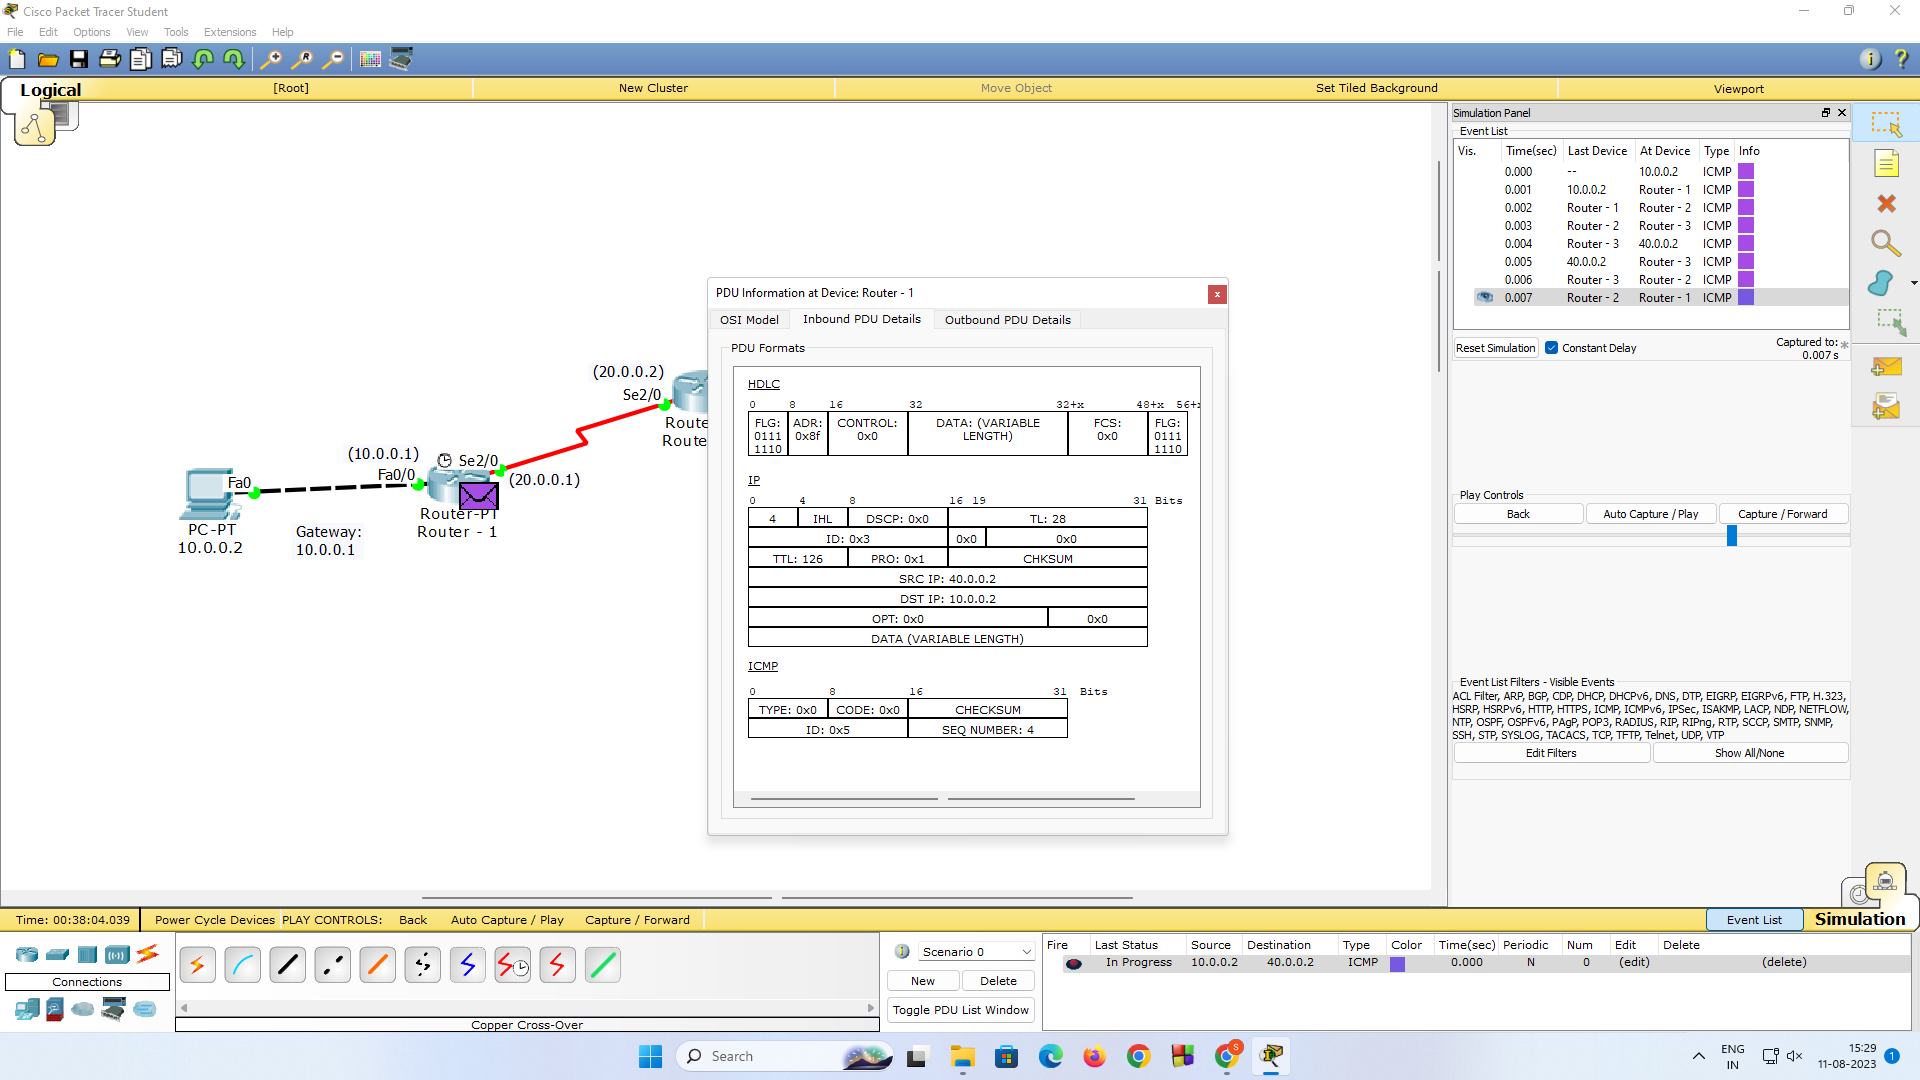 Cisco Packet Tracer Student
File Edit Options View Tools Extensions Help
Logical
[Root]
New Cluster
Move Object
Set Tiled Background
Viewport
(20.0.0.2)
Se2/0
Route
Route
(10.0.0.1)
Fa0/0
Se2/0
(20.0.0.1)
Fa0
Router-PT
Router - 1
PC-PT
10.0.0.2
Gateway:
10.0.0.1
PDU Information at Device: Router - 1
OSI Model Inbound PDU Details Outbound PDU Details
PDU Formats
HDLC
0 8 16 32 32+x 48+x 56+x
FLG: 0111 1110
ADR: 0x8f
CONTROL: 0x0
DATA: (VARIABLE LENGTH)
FCS: 0x0
FLG: 0111 1110
IP
0 4 8 16 19 31 Bits
4 IHL DSCP: 0x0 TL: 28
ID: 0x3 0x0 0x0
TTL: 126 PRO: 0x1 CHKSUM
SRC IP: 40.0.0.2
DST IP: 10.0.0.2
OPT: 0x0 0x0
DATA (VARIABLE LENGTH)
ICMP
0 8 16 31 Bits
TYPE: 0x0 CODE: 0x0 CHECKSUM
ID: 0x5 SEQ NUMBER: 4
Simulation Panel
Event List
Vis. Time(sec) Last Device At Device Type Info
0.000 -- 10.0.0.2 ICMP
0.001 10.0.0.2 Router - 1 ICMP
0.002 Router - 1 Router - 2 ICMP
0.003 Router - 2 Router - 3 ICMP
0.004 Router - 3 40.0.0.2 ICMP
0.005 40.0.0.2 Router - 3 ICMP
0.006 Router - 3 Router - 2 ICMP
0.007 Router - 2 Router - 1 ICMP
Reset Simulation Constant Delay
Captured to: *
0.007 s
Play Controls
Back Auto Capture / Play Capture / Forward
Event List Filters - Visible Events
ACL Filter, ARP, BGP, CDP, DHCP, DHCPv6, DNS, DTP, EIGRP, EIGRPv6, FTP, H.323,
HSRP, HSRPv6, HTTP, HTTPS, ICMP, ICMPv6, IPSec, ISAKMP, LACP, NDP, NETFLOW,
NTP, OSPF, OSPFv6, PAgP, POP3, RADIUS, RIP, RIPng, RTP, SCCP, SMTP, SNMP,
SSH, STP, SYSLOG, TACACS, TCP, TFTP, Telnet, UDP, VTP
Edit Filters Show All/None
Time: 00:38:04.039 Power Cycle Devices PLAY CONTROLS: Back Auto Capture / Play Capture / Forward
Event List Simulation
Connections
Copper Cross-Over
Scenario 0
New Delete
Toggle PDU List Window
Fire Last Status Source Destination Type Color Time(sec) Periodic Num Edit Delete
In Progress 10.0.0.2 40.0.0.2 ICMP 0.000 N 0 (edit) (delete)
Search
S
ENG
IN
15:29
11-08-2023
1